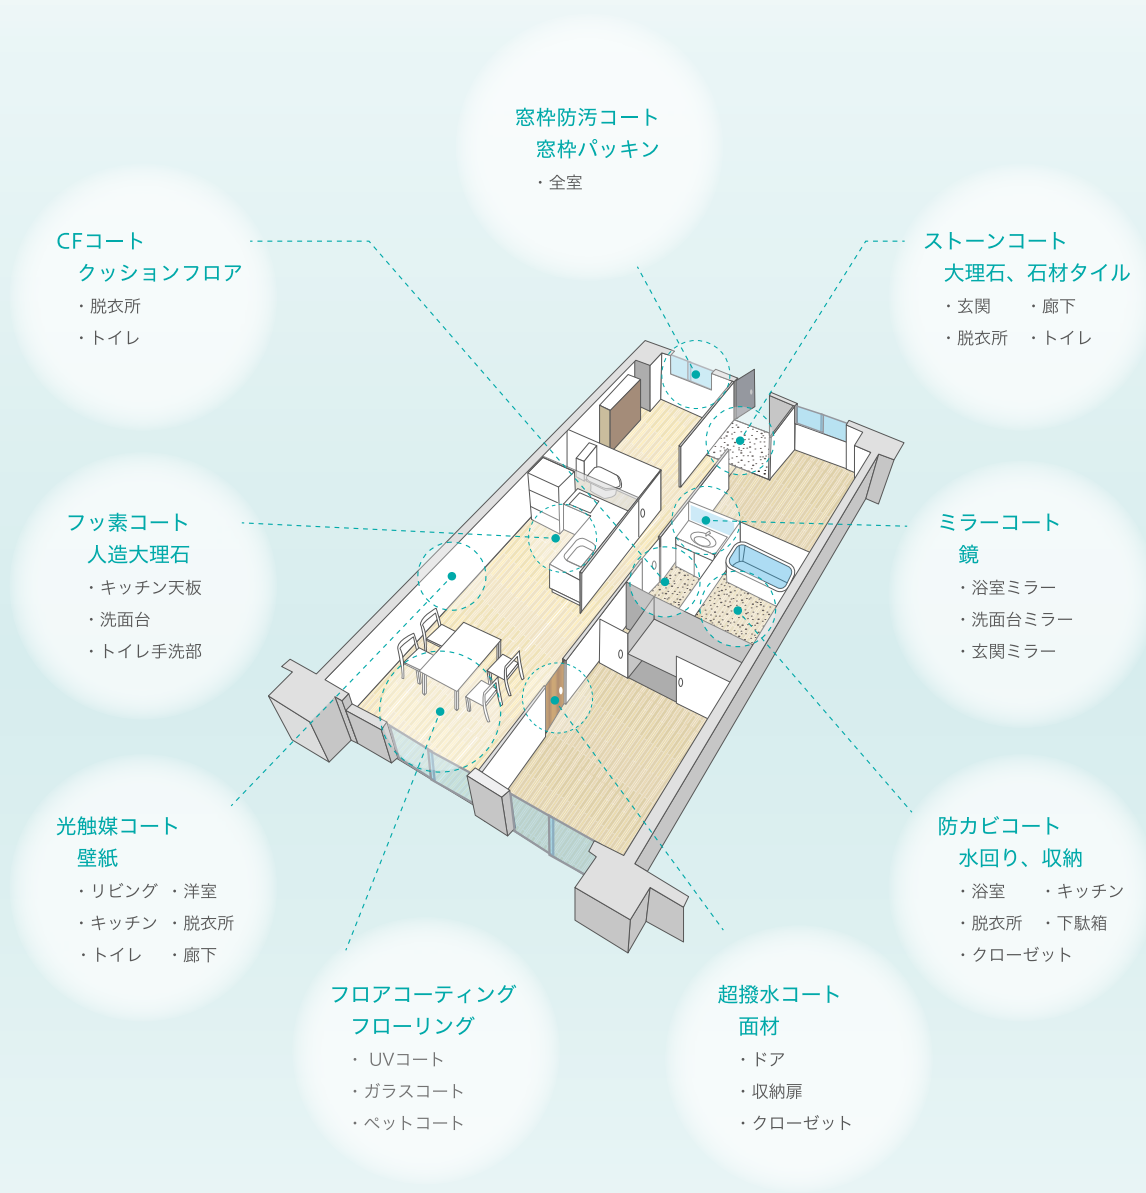 窓枠防汚コート
窓枠パッキン
・全室
CFコート
クッションフロア
・脱衣所
・トイレ
ストーンコート
大理石、石材タイル
・玄関 ・廊下
・脱衣所 ・トイレ
フッ素コート
人造大理石
・キッチン天板
・洗面台
・トイレ手洗部
ミラーコート
鏡
・浴室ミラー
・洗面台ミラー
・玄関ミラー
光触媒コート
壁紙
・リビング ・洋室
・キッチン ・脱衣所
・トイレ ・廊下
防カビコート
水回り、収納
・浴室 ・キッチン
・脱衣所 ・下駄箱
・クローゼット
フロアコーティング
フローリング
・ UVコート
・ガラスコート
・ペットコート
超撥水コート
面材
・ドア
・収納扉
・クローゼット